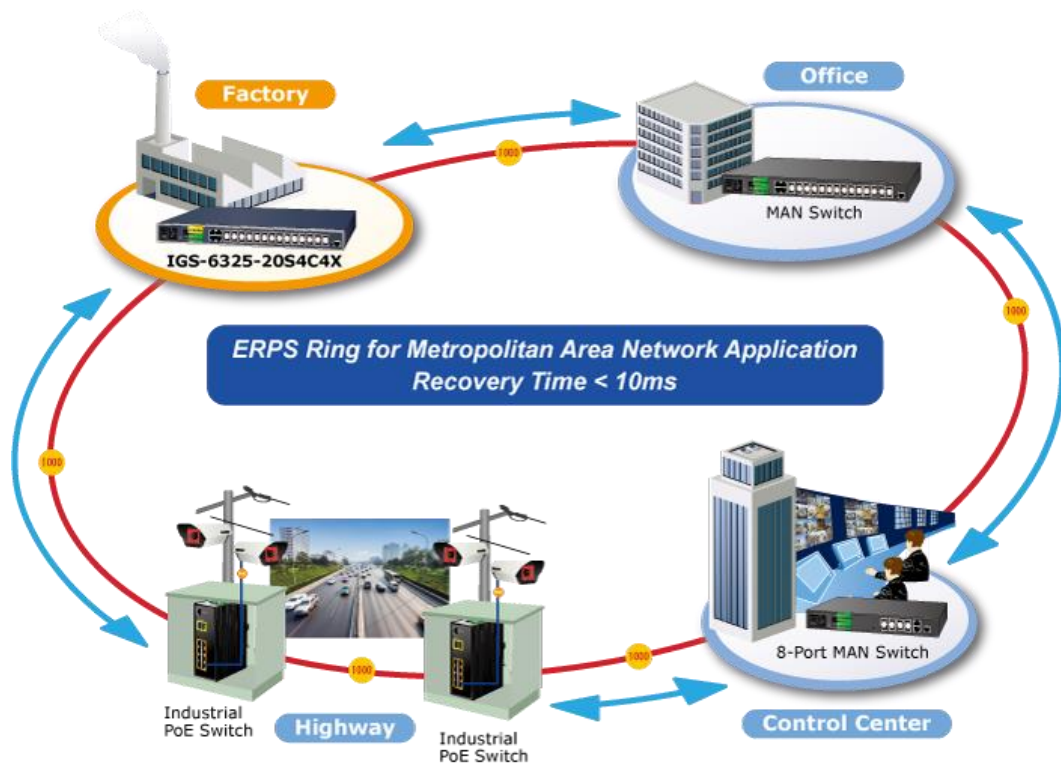 Factory
Office
1000
MAN Switch
IGS-6325-20S4C4X
1000
ERPS Ring for Metropolitan Area Network Application
Recovery Time < 10ms
1000
8-Port MAN Switch
1000
1000
Industrial
PoE Switch
Highway
Industrial
PoE Switch
Control Center